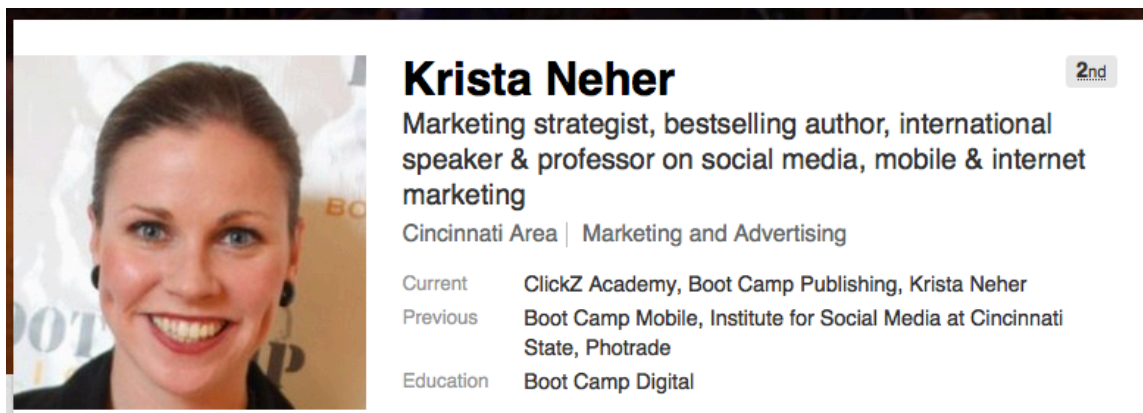 Krista Neher
2nd
Marketing strategist, bestselling author, international
speaker & professor on social media, mobile & internet
marketing
Cincinnati Area | Marketing and Advertising
Current ClickZ Academy, Boot Camp Publishing, Krista Neher
Previous Boot Camp Mobile, Institute for Social Media at Cincinnati
State, Photrade
Education Boot Camp Digital
BO